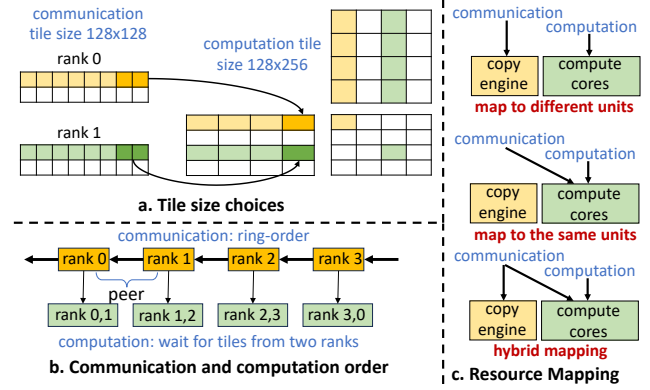 communication
tile size 128x128
rank 0
computation tile
size 128x256
rank 1
a. Tile size choices
communication: ring-order
rank 0
rank 1
rank 2
rank 3
peer
rank 0,1
rank 1,2
rank 2,3
rank 3,0
computation: wait for tiles from two ranks
b. Communication and computation order
communication
computation
copy
engine
compute
cores
map to different units
communication
computation
copy
engine
compute
cores
map to the same units
communication
computation
copy
engine
compute
cores
hybrid mapping
c. Resource Mapping